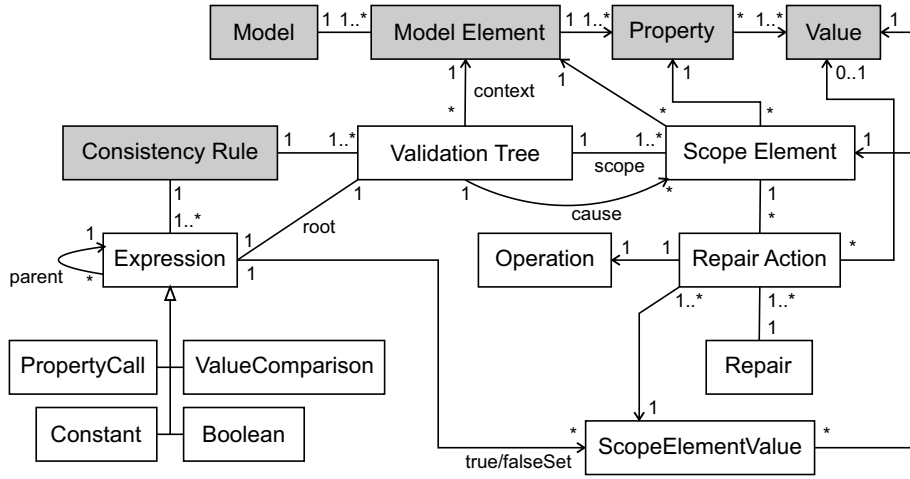 Model
1
1..*
Model Element
1
1..*
Property
*
1..*
Value
1
1
context
*
1
*
1
*
0..1
Consistency Rule
1
1..*
Validation Tree
1
scope
1..*
Scope Element
1
1
1..*
root
1
1
cause
*
1
*
parent
1
*
Expression
1
1
Operation
1
1
Repair Action
*
1..*
1..*
1
PropertyCall
ValueComparison
Repair
Constant
Boolean
1
*
true/falseSet
ScopeElementValue
*